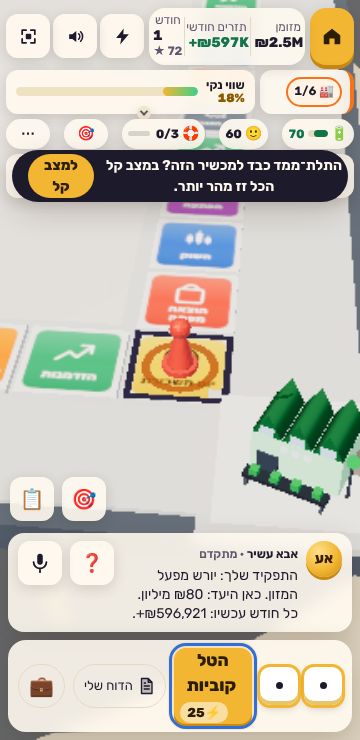 מזומן
₪2.5M
תזרים חודשי
+₪597K
חודש
1
★ 72
1/6
שווי נקי
18%
70
60
0/3
...
התלת־ממד כבד למכשיר הזה? במצב קל
הכל זז מהר יותר.
למצב
קל
השוק
הוצאה
הזדמנות
אע
אבא עשיר • מתקדם
התפקיד שלך: יורש מפעל
המזון. כאן היעד: 80₪ מיליון.
כל חודש עכשיו: 596,921₪+.
הטל
קוביות
25⚡
הדוח שלי